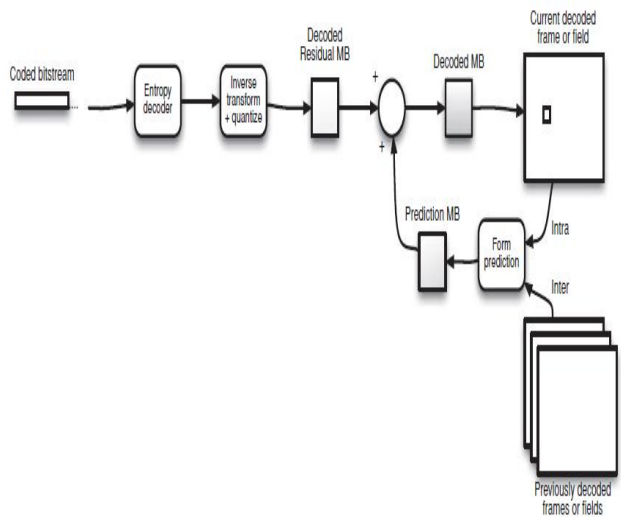 Coded bitstream
...
Entropy
decoder
Inverse
transform
+ quantize
Decoded
Residual MB
+
+
Decoded MB
Current decoded
frame or field
Prediction MB
Form
prediction
Intra
Inter
Previously decoded
frames or fields